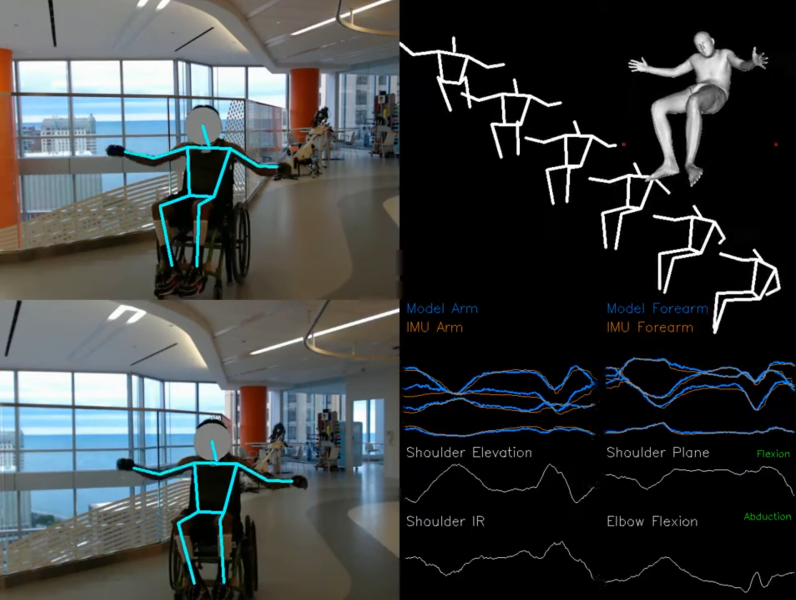 Model Arm
IMU Arm
Model Forearm
IMU Forearm
Shoulder Elevation
Shoulder Plane
Flexion
Shoulder IR
Elbow Flexion
Abduction